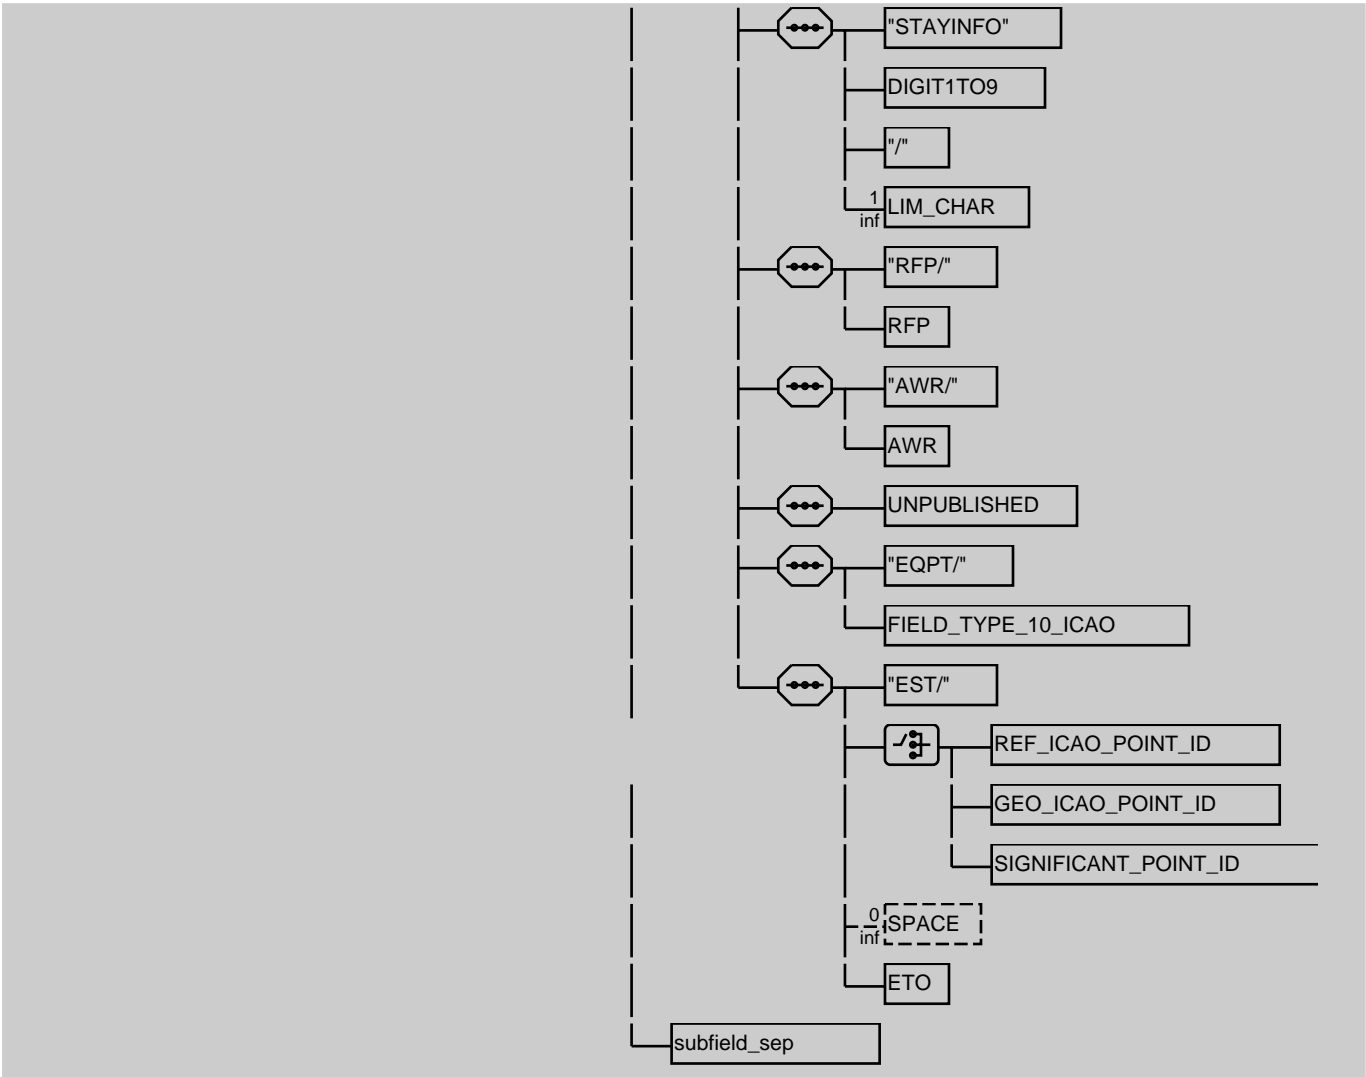 "STAYINFO"
DIGIT1TO9
"/"
1
inf
LIM_CHAR
"RFP/"
RFP
"AWR/"
AWR
UNPUBLISHED
"EQPT/"
FIELD_TYPE_10_ICAO
"EST/"
REF_ICAO_POINT_ID
GEO_ICAO_POINT_ID
SIGNIFICANT_POINT_ID
0
inf
SPACE
ETO
subfield_sep